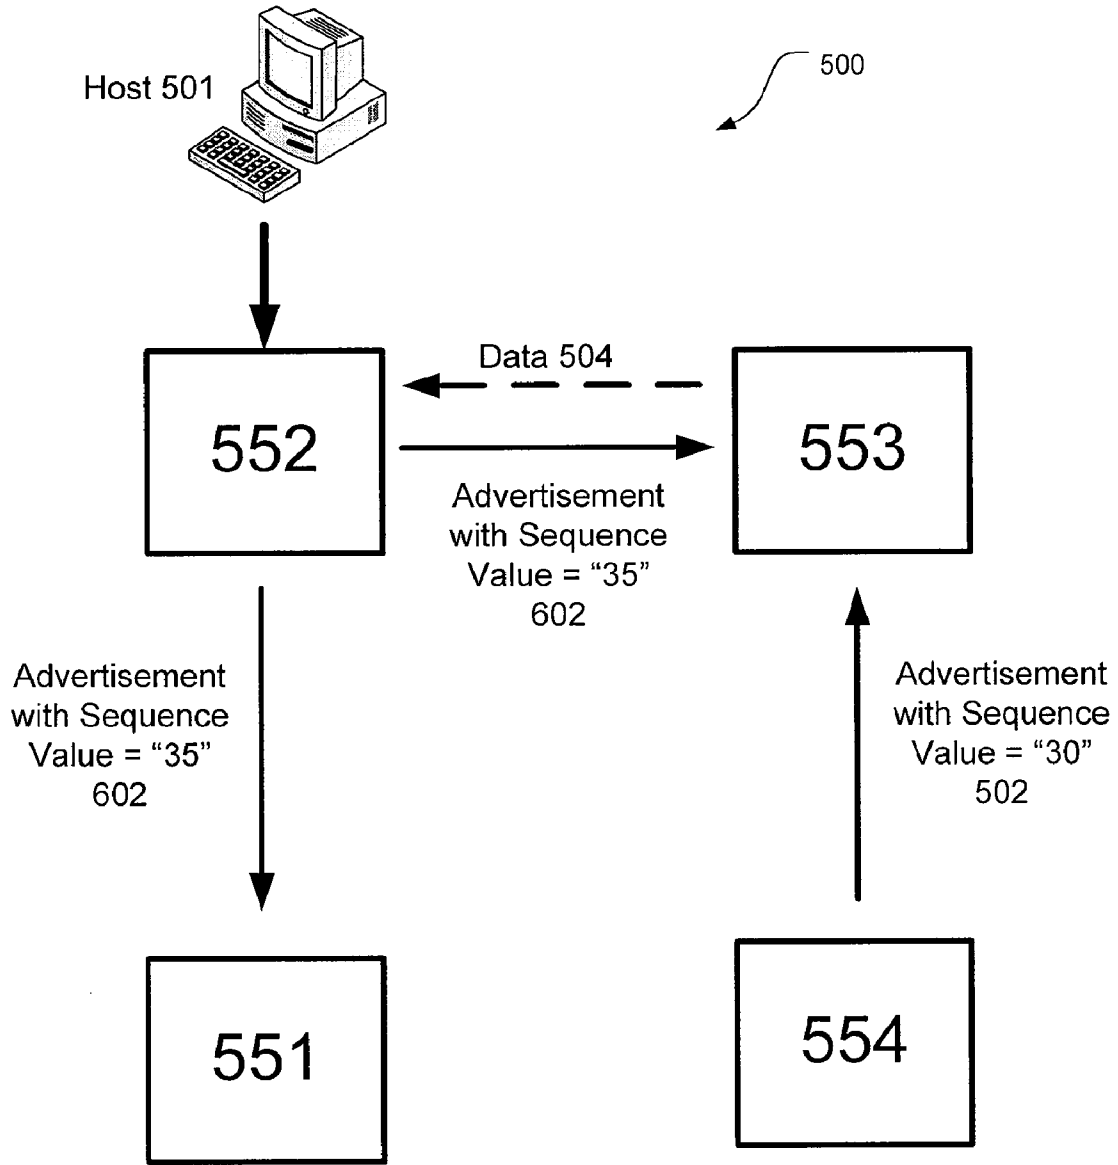 Host 501
500
Data 504
552
553
Advertisement
with Sequence
Value = “35”
602
Advertisement
with Sequence
Value = “35”
602
Advertisement
with Sequence
Value = “30”
502
551
554